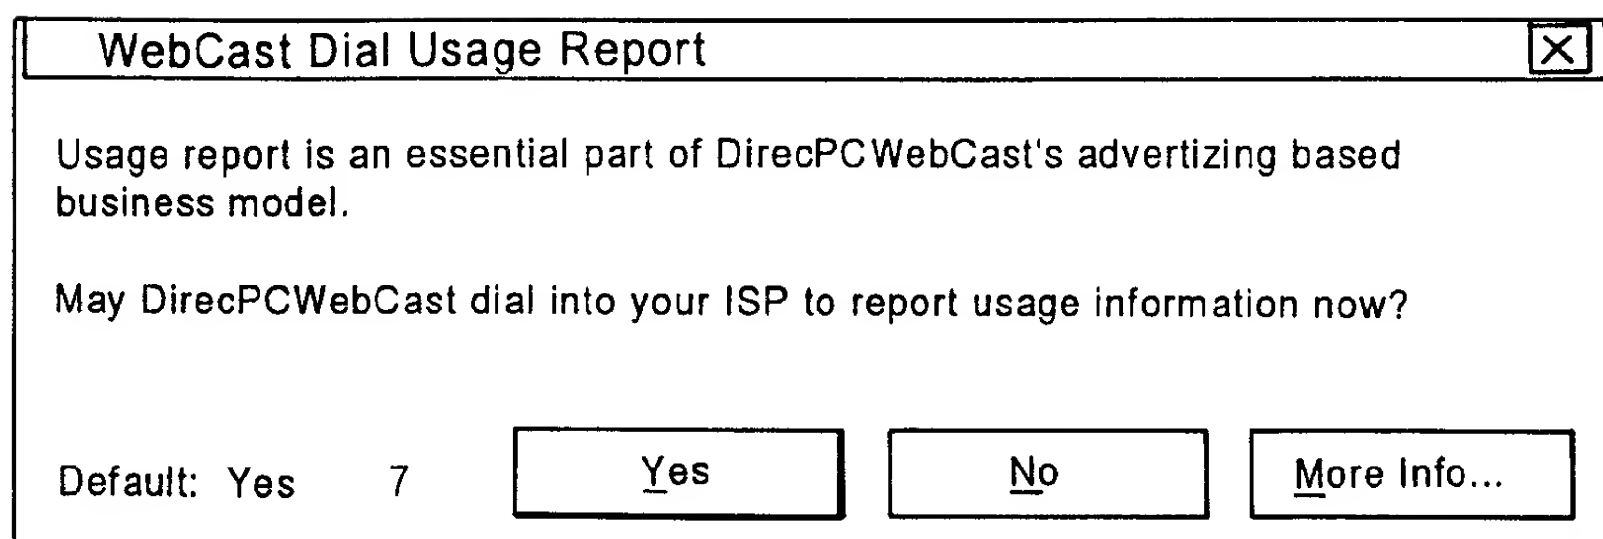 WebCast Dial Usage Report
Usage report is an essential part of DirecPCWebCast's advertizing based
business model.
May DirecPCWebCast dial into your ISP to report usage information now?
Default: Yes 7 Yes No More Info...